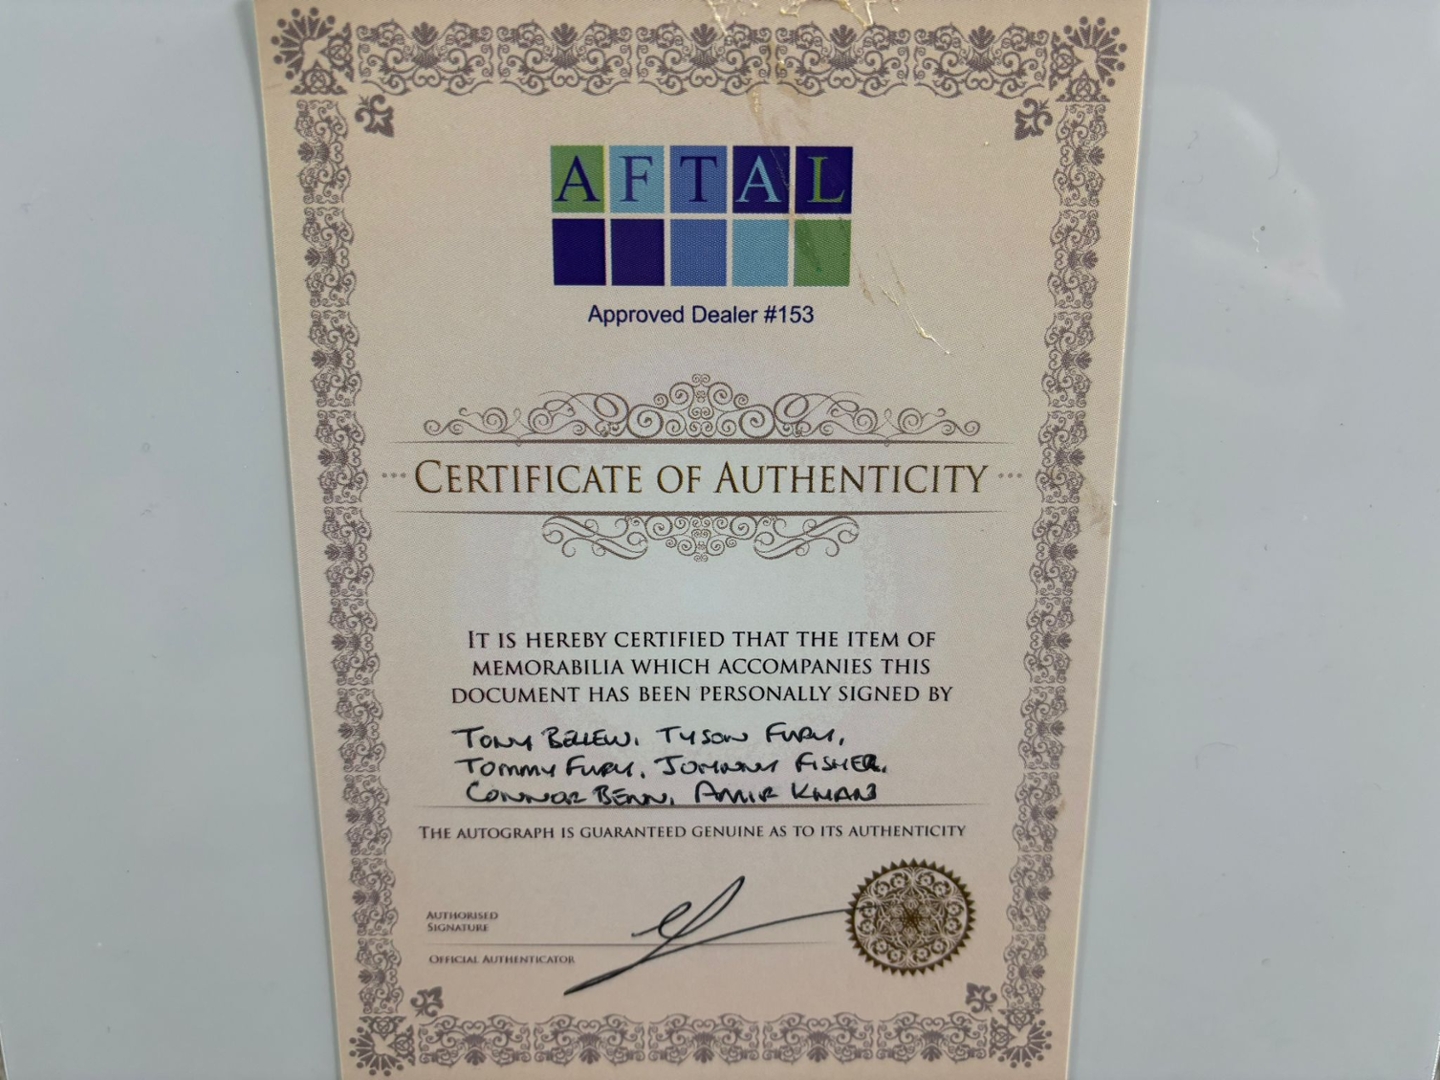 AFTAL
Approved Dealer #153
CERTIFICATE OF AUTHENTICITY
IT IS HEREBY CERTIFIED THAT THE ITEM OF
MEMORABILIA WHICH ACCOMPANIES THIS
DOCUMENT HAS BEEN PERSONALLY SIGNED BY
TONY BELLEW, TYSON FURY,
TOMMY FURY, JOHNNY FISHER,
CONNOR BENN, AMIR KHAN
THE AUTOGRAPH IS GUARANTEED GENUINE AS TO ITS AUTHENTICITY
AUTHORISED
SIGNATURE
OFFICIAL AUTHENTICATOR